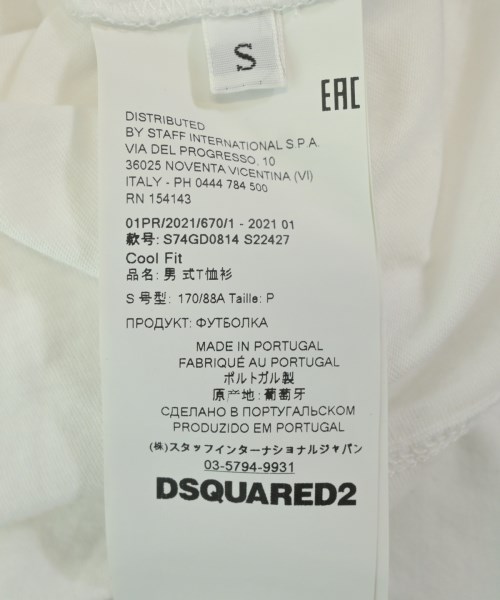 S
EAC
DISTRIBUTED
BY STAFF INTERNATIONAL S.P.A.
VIA DEL PROGRESSO, 10
36025 NOVENTA VICENTINA (VI)
ITALY - PH 0444 784 500
RN 154143
01PR/2021/670/1 - 2021 01
款号: S74GD0814 S22427
Cool Fit
品名: 男 式T恤衫
S 号型: 170/88A Taille: P
ПРОДУКТ: ФУТБОЛКА
MADE IN PORTUGAL
FABRIQUÉ AU PORTUGAL
ポルトガル製
原产地: 葡萄牙
СДЕЛАНО В ПОРТУГАЛЬСКОМ
PRODUZIDO EM PORTUGAL
(株)スタッフインターナショナルジャパン
03-5794-9931
DSQUARED2